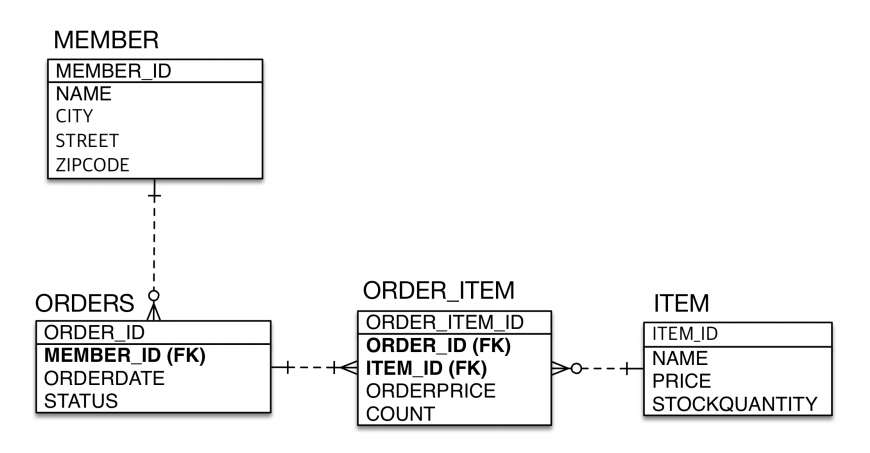 MEMBER
MEMBER_ID
NAME
CITY
STREET
ZIPCODE
ORDERS
ORDER_ID
MEMBER_ID (FK)
ORDERDATE
STATUS
ORDER_ITEM
ORDER_ITEM_ID
ORDER_ID (FK)
ITEM_ID (FK)
ORDERPRICE
COUNT
ITEM
ITEM_ID
NAME
PRICE
STOCKQUANTITY